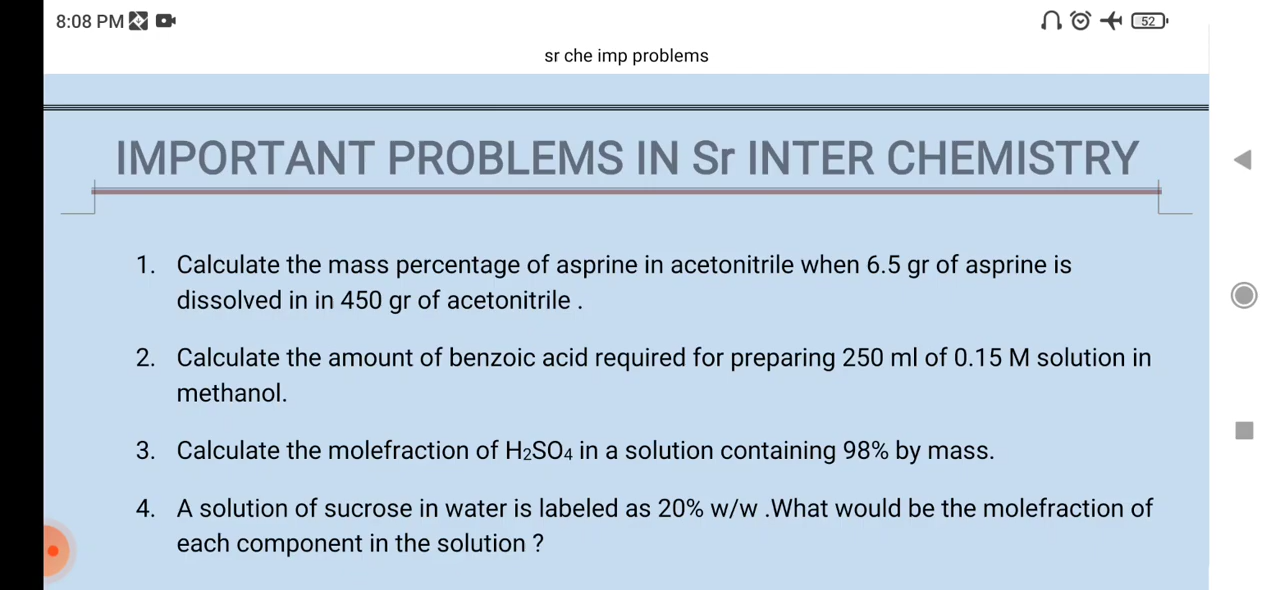 8:08 PM
52
sr che imp problems
IMPORTANT PROBLEMS IN Sr INTER CHEMISTRY
1. Calculate the mass percentage of asprine in acetonitrile when 6.5 gr of asprine is
dissolved in in 450 gr of acetonitrile .
2. Calculate the amount of benzoic acid required for preparing 250 ml of 0.15 M solution in
methanol.
3. Calculate the molefraction of H2SO4 in a solution containing 98% by mass.
4. A solution of sucrose in water is labeled as 20% w/w .What would be the molefraction of
each component in the solution ?